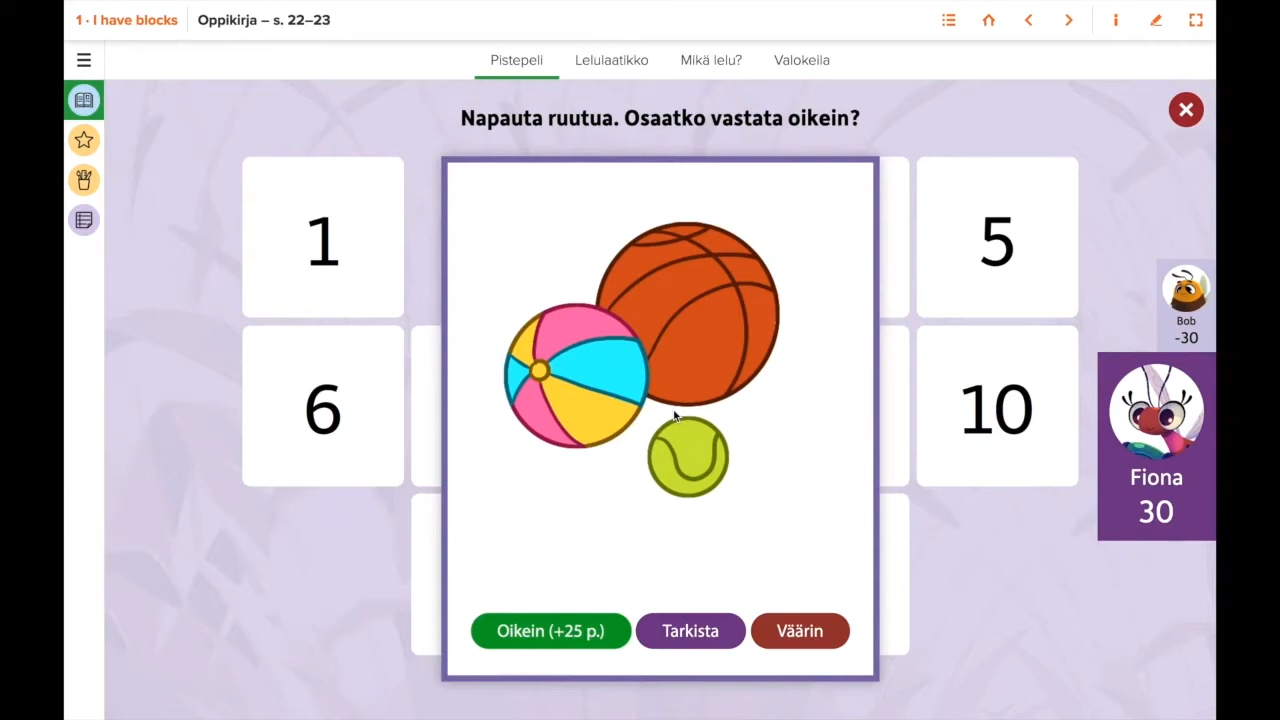 1 · I have blocks
Oppikirja – s. 22–23
Pistepeli
Lelulaatikko
Mikä lelu?
Valokeila
Napauta ruutua. Osaatko vastata oikein?
1
5
6
10
Bob
-30
Fiona
30
Oikein (+25 p.)
Tarkista
Väärin